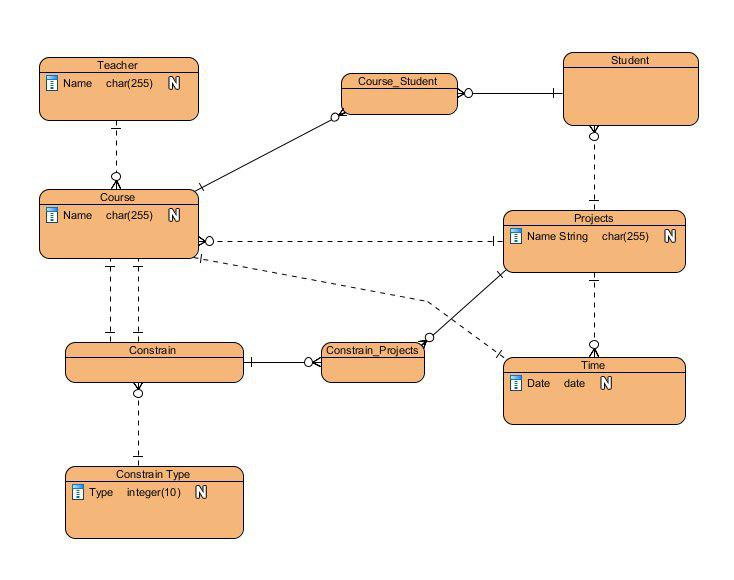 Teacher
Name char(255) N
Course_Student
Student
Course
Name char(255) N
Projects
Name String char(255) N
Constrain
Constrain_Projects
Time
Date date N
Constrain Type
Type integer(10) N